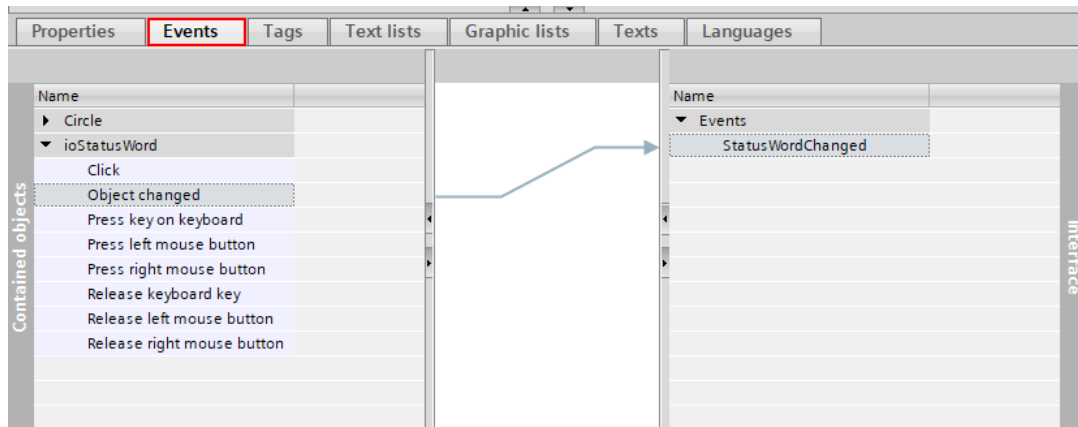 Properties Events Tags Text lists Graphic lists Texts Languages
Contained objects
Name
Circle
ioStatusWord
Click
Object changed
Press key on keyboard
Press left mouse button
Press right mouse button
Release keyboard key
Release left mouse button
Release right mouse button
Name
Events
StatusWordChanged
Interface